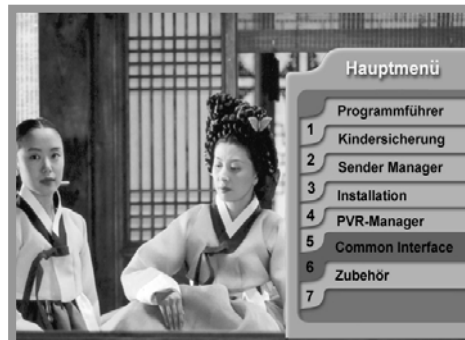 Hauptmenü
Programmführer
1 Kindersicherung
2 Sender Manager
3 Installation
4 PVR-Manager
5 Common Interface
6 Zubehör
7